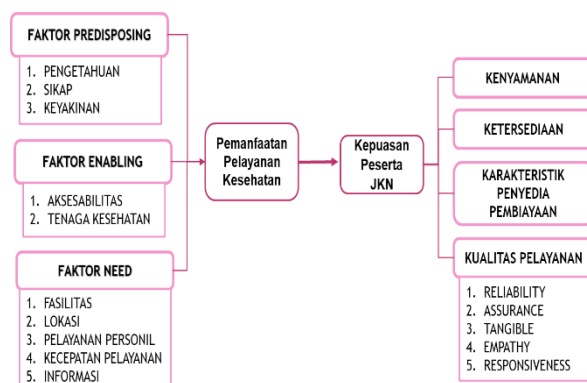 FAKTOR PREDISPOSING
1. PENGETAHUAN
2. SIKAP
3. KEYAKINAN
FAKTOR ENABLING
1. AKSESABILITAS
2. TENAGA KESEHATAN
FAKTOR NEED
1. FASILITAS
2. LOKASI
3. PELAYANAN PERSONIL
4. KECEPATAN PELAYANAN
5. INFORMASI
Pemanfaatan
Pelayanan
Kesehatan
Kepuasan
Peserta
JKN
KENYAMANAN
KETERSEDIAAN
KARAKTERISTIK
PENYEDIA
PEMBIAYAAN
KUALITAS PELAYANAN
1. RELIABILITY
2. ASSURANCE
3. TANGIBLE
4. EMPATHY
5. RESPONSIVENESS